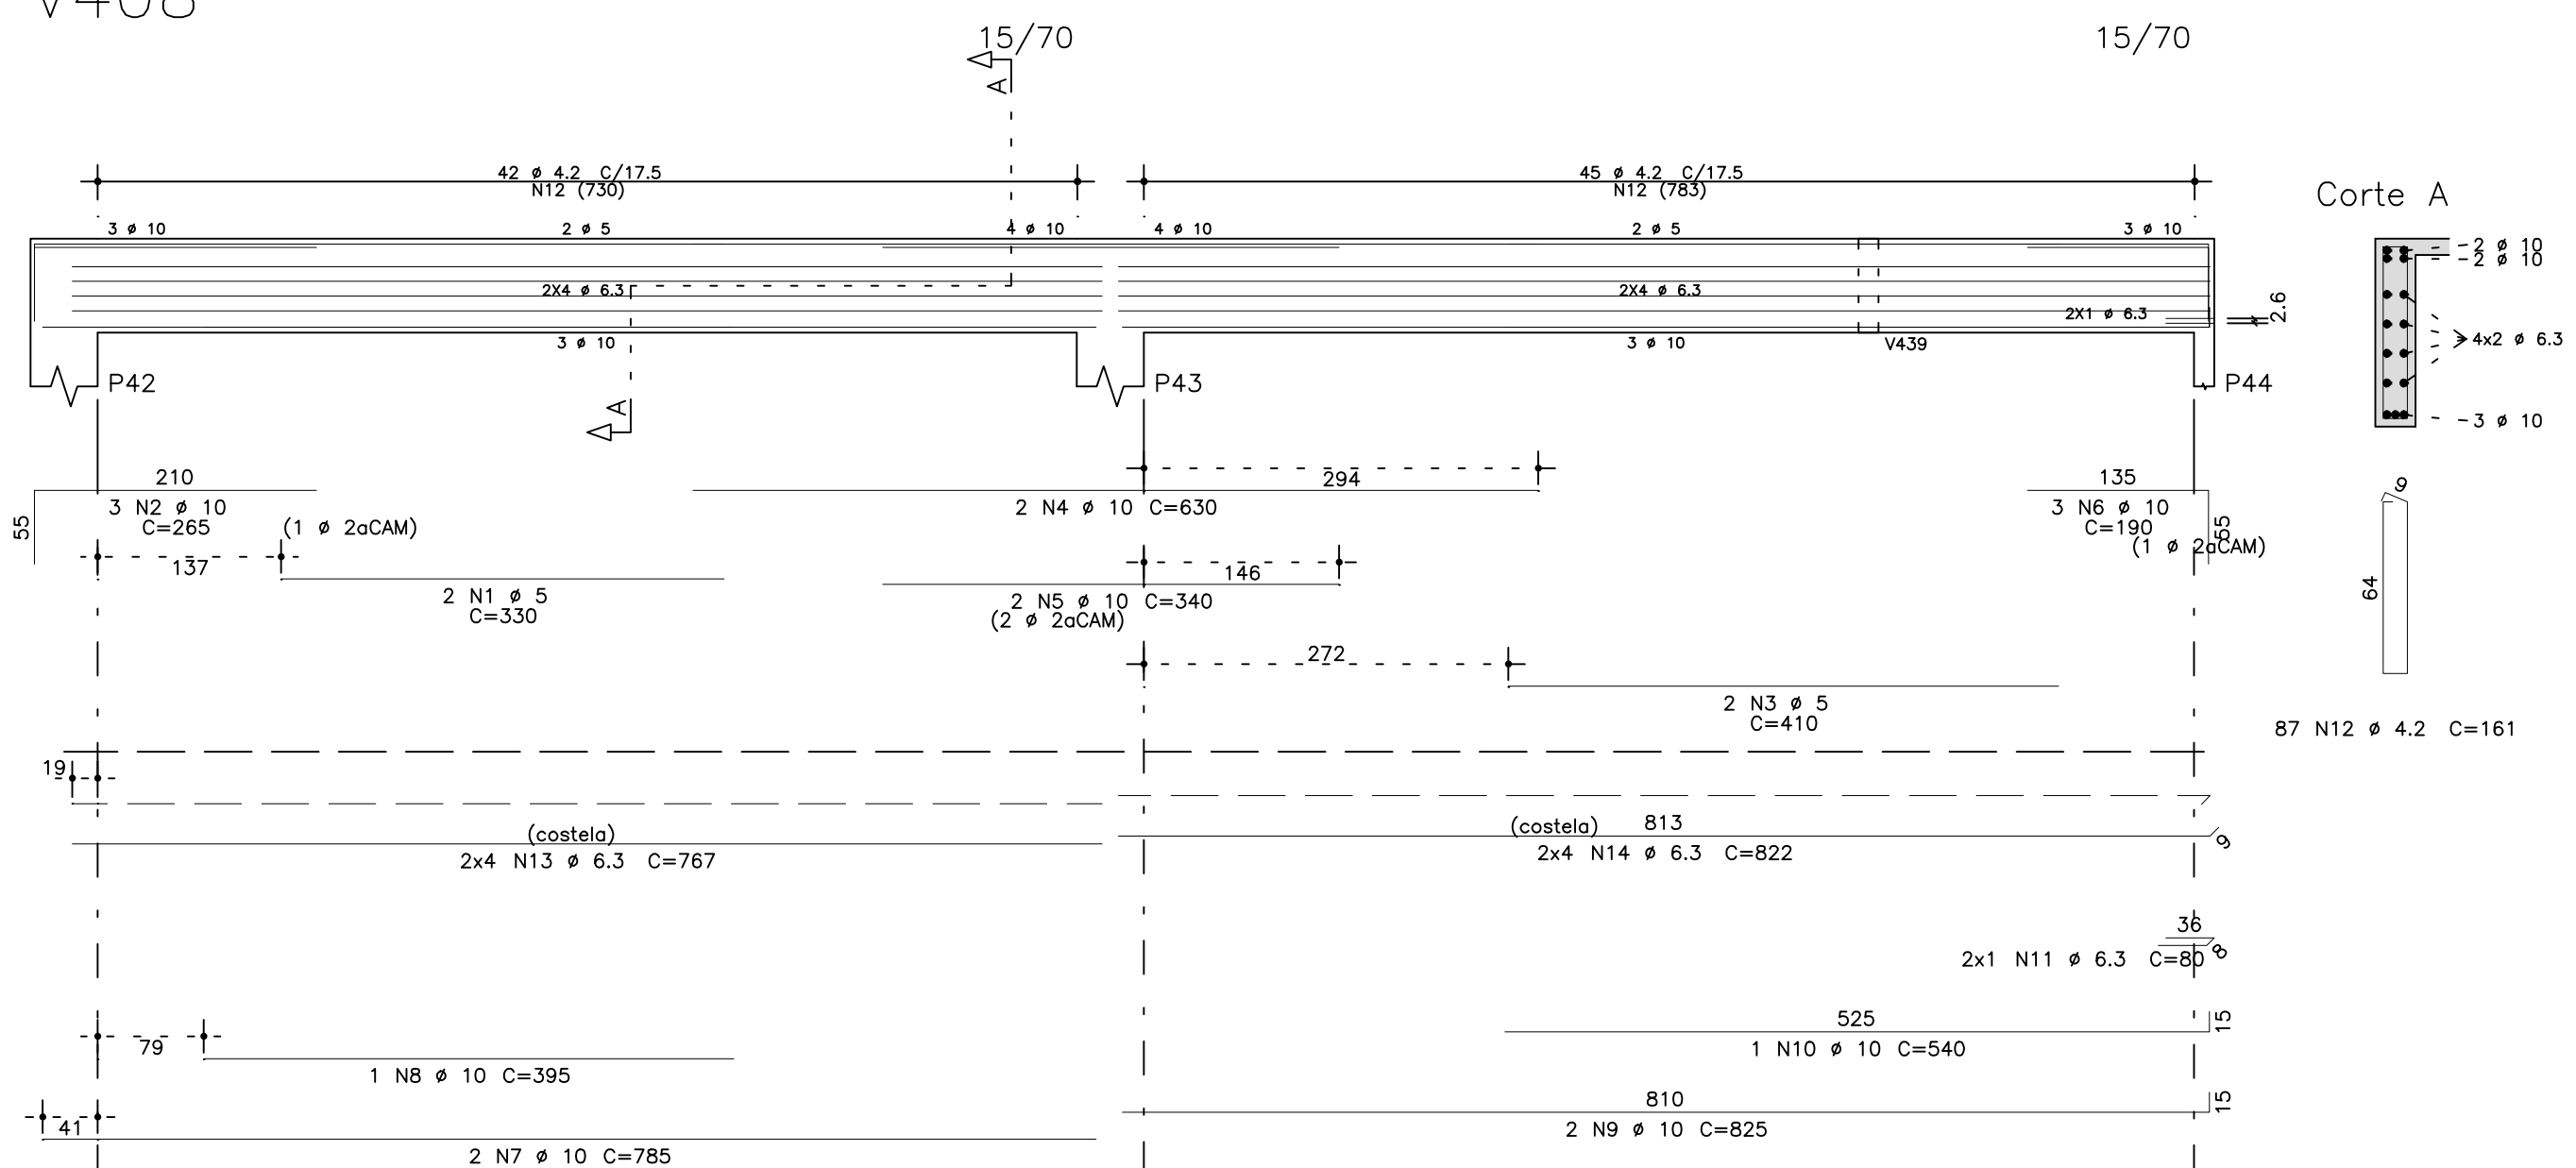 V408
15/70
15/70
A
42 ø 4.2 C/17.5
N12 (730)
45 ø 4.2 C/17.5
N12 (783)
Corte A
3 ø 10
2 ø 5
4 ø 10
4 ø 10
2 ø 5
3 ø 10
2 ø 10
2 ø 10
2X4 ø 6.3
2X4 ø 6.3
2X1 ø 6.3
2.6
4x2 ø 6.3
3 ø 10
3 ø 10
V439
P42
P43
P44
A
3 ø 10
210
294
135
9
3 N2 ø 10
C=265
55
(1 ø 2aCAM)
2 N4 ø 10 C=630
3 N6 ø 10
C=190
55
(1 ø 2aCAM)
137
146
64
2 N1 ø 5
C=330
2 N5 ø 10 C=340
(2 ø 2aCAM)
272
2 N3 ø 5
C=410
87 N12 ø 4.2 C=161
19
(costela)
2x4 N13 ø 6.3 C=767
(costela)
813
2x4 N14 ø 6.3 C=822
9
36
2x1 N11 ø 6.3 C=80
8
79
1 N8 ø 10 C=395
525
15
1 N10 ø 10 C=540
41
2 N7 ø 10 C=785
810
15
2 N9 ø 10 C=825